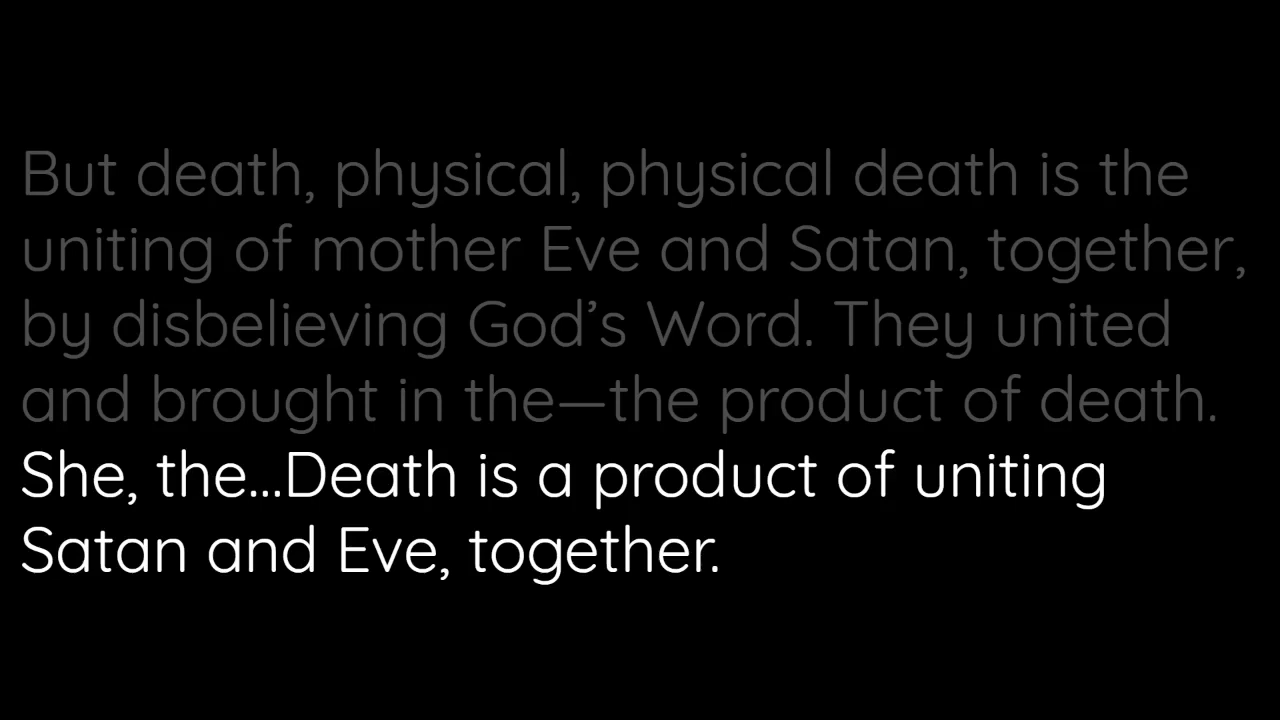 But death, physical, physical death is the
uniting of mother Eve and Satan, together,
by disbelieving God’s Word. They united
and brought in the—the product of death.
She, the...Death is a product of uniting
Satan and Eve, together.